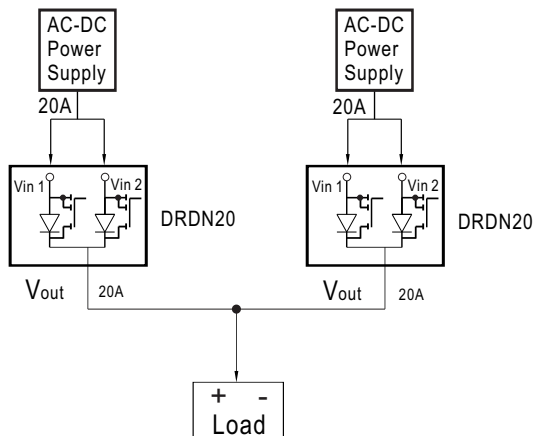 AC-DC
Power
Supply
20A
Vin 1
Vin 2
DRDN20
Vout
20A
AC-DC
Power
Supply
20A
Vin 1
Vin 2
DRDN20
Vout
20A
+ -
Load